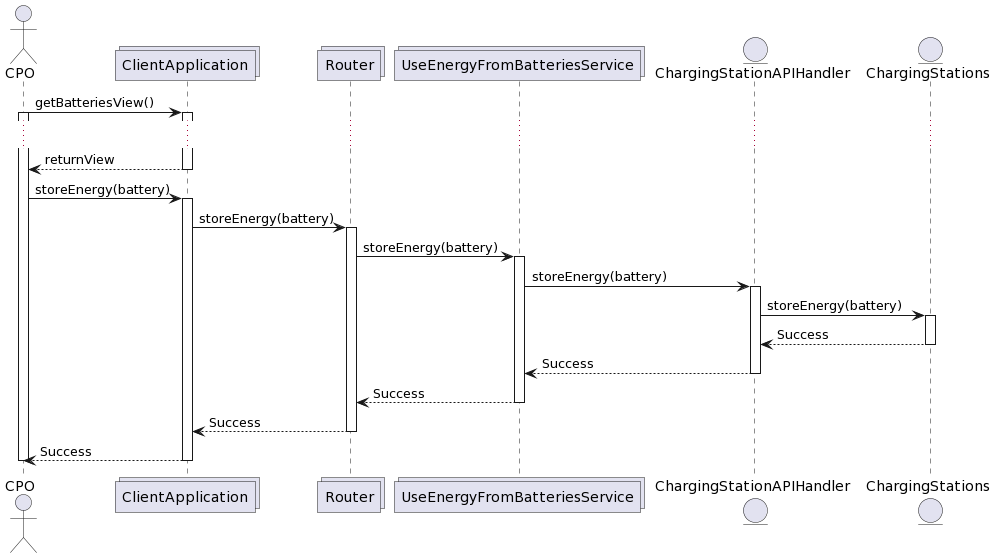 CPO
ClientApplication
Router
UseEnergyFromBatteriesService
ChargingStationAPIHandler
ChargingStations
getBatteriesView()
returnView
storeEnergy(battery)
storeEnergy(battery)
storeEnergy(battery)
storeEnergy(battery)
storeEnergy(battery)
Success
Success
Success
Success
Success
CPO
ClientApplication
Router
UseEnergyFromBatteriesService
ChargingStationAPIHandler
ChargingStations